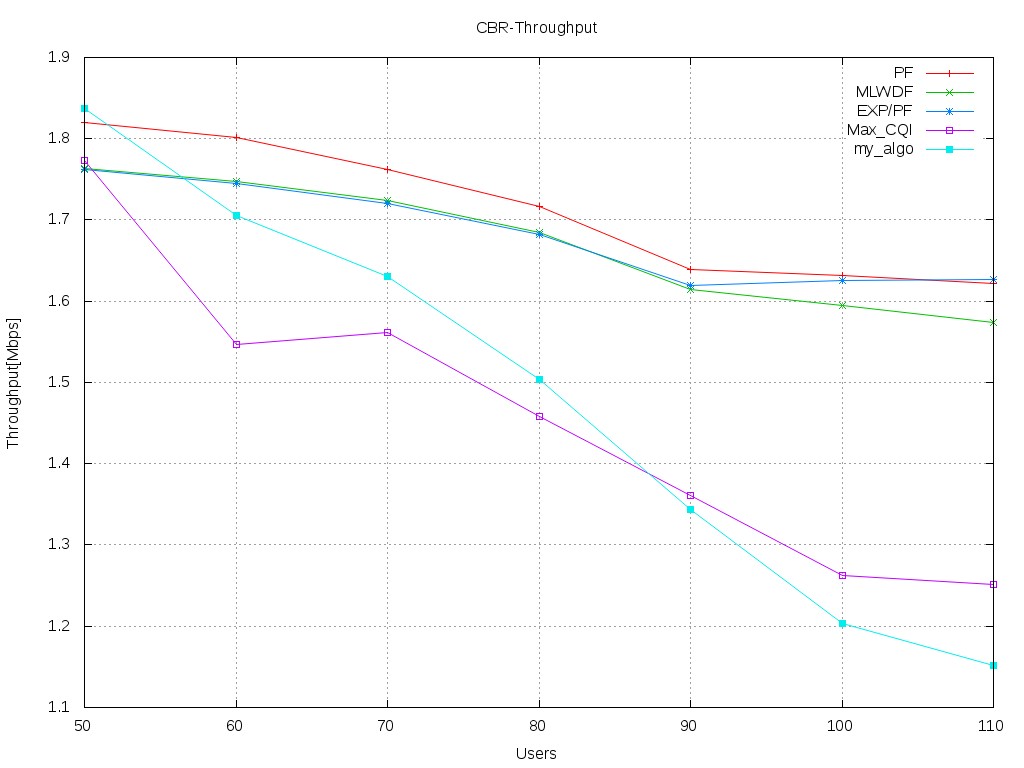 CBR-Throughput
1.9
1.8
1.7
1.6
1.5
1.4
1.3
1.2
1.1
Throughput[Mbps]
PF
MLWDF
EXP/PF
Max_CQI
my_algo
50 60 70 80 90 100 110
Users